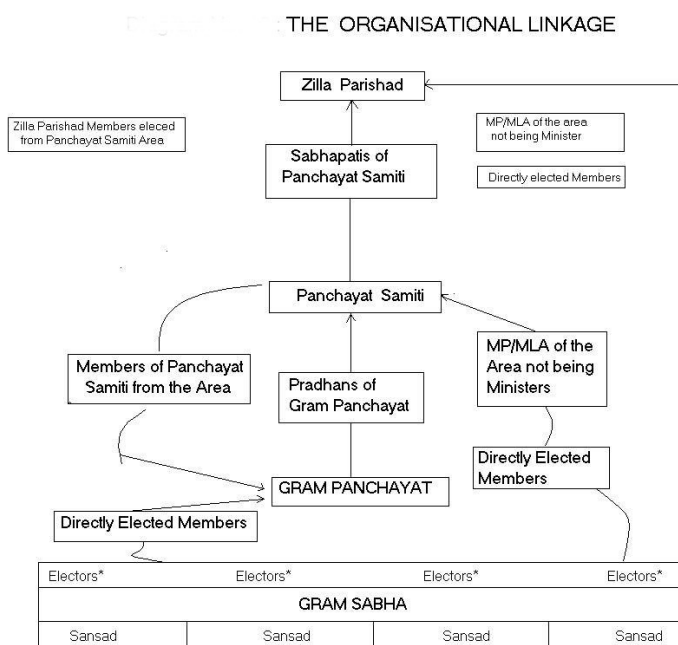 THE ORGANISATIONAL LINKAGE
Zilla Parishad
Zilla Parishad Members eleced
from Panchayat Samiti Area
MP/MLA of the area
not being Minister
Sabhapatis of
Panchayat Samiti
Directly elected Members
Panchayat Samiti
Members of Panchayat
Samiti from the Area
Pradhans of
Gram Panchayat
MP/MLA of the
Area not being
Ministers
Directly Elected
Members
GRAM PANCHAYAT
Directly Elected Members
Electors* Electors* Electors* Electors*
GRAM SABHA
Sansad Sansad Sansad Sansad